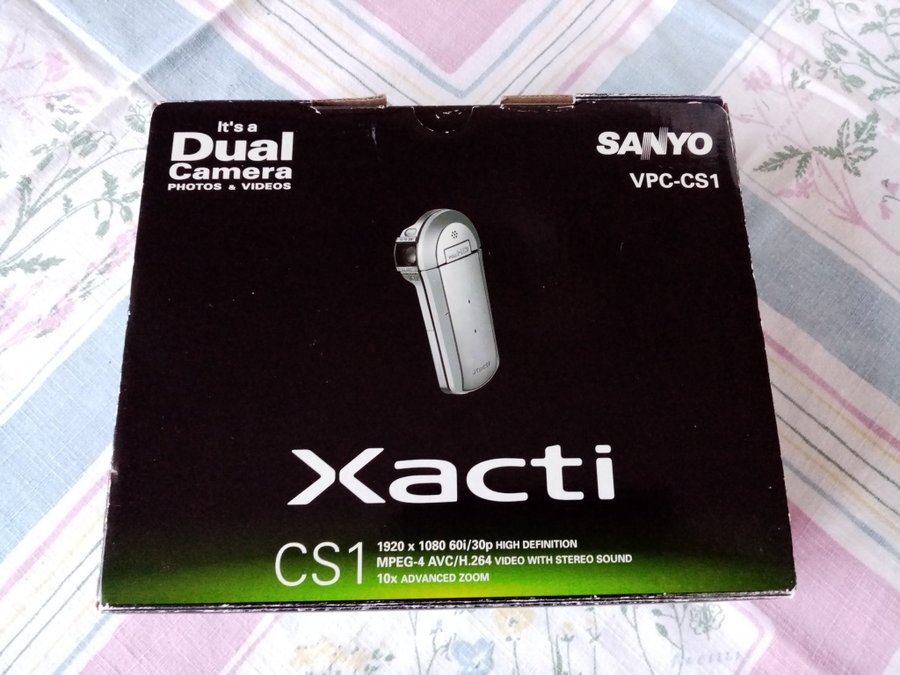 It's a
Dual
Camera
PHOTOS & VIDEOS
SANYO
VPC-CS1
Xacti
Xacti
CS1
1920 x 1080 60i/30p HIGH DEFINITION
MPEG-4 AVC/H.264 VIDEO WITH STEREO SOUND
10x ADVANCED ZOOM